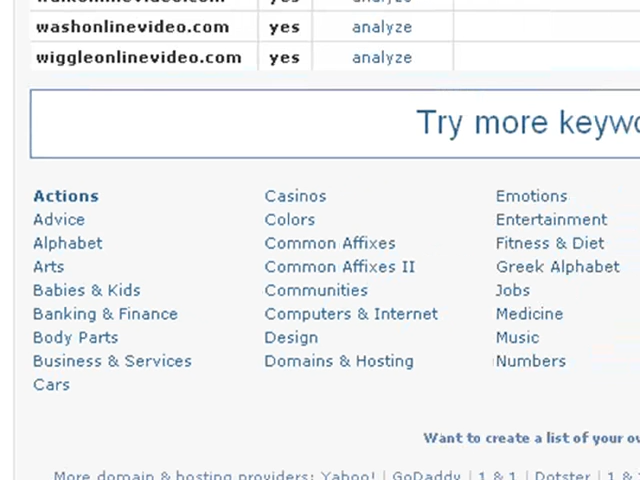 washonlinevideo.com yes analyze
wiggleonlinevideo.com yes analyze
Try more
Actions Casinos Emotions
Advice Colors Entertainment
Alphabet Common Affixes Fitness & Diet
Arts Common Affixes II Greek Alphabet
Babies & Kids Communities Jobs
Banking & Finance Computers & Internet Medicine
Body Parts Design Music
Business & Services Domains & Hosting Numbers
Cars
Want to create a list of your
More domain & hosting providers: Yahoo! | GoDaddy | 1 & 1 | Dotster | 1 &